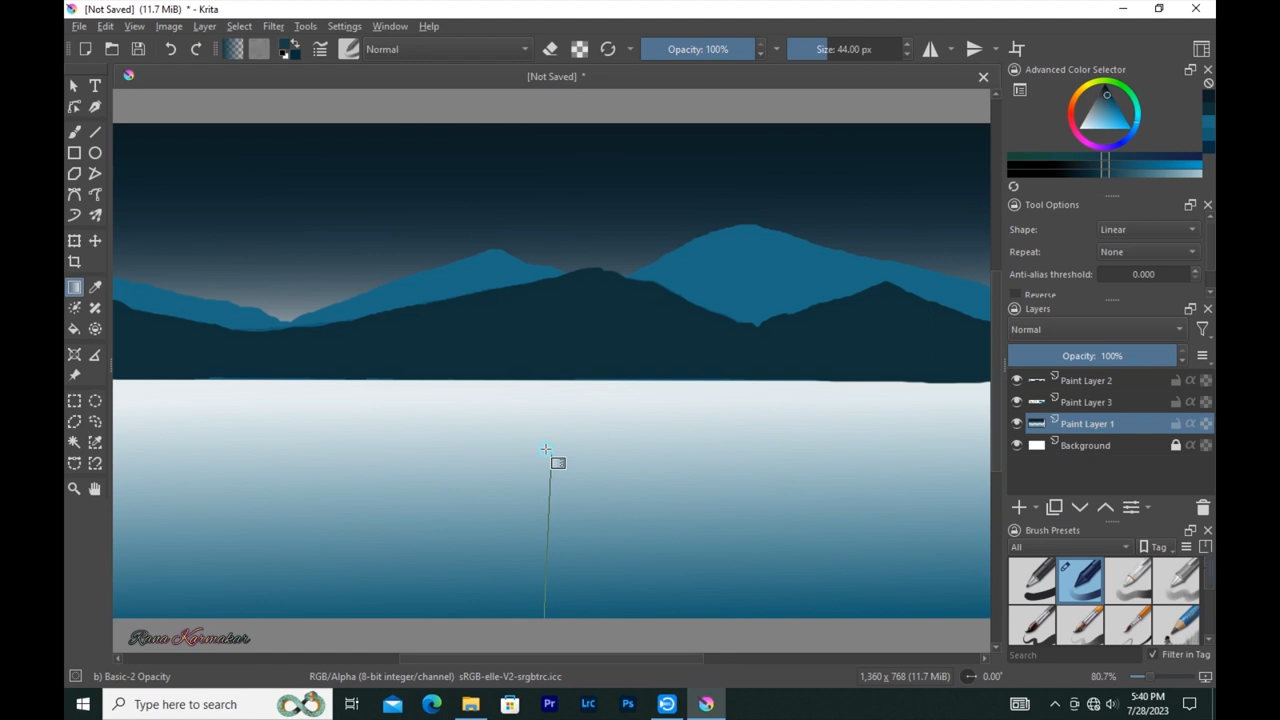 [Not Saved] (11.7 MiB) * - Krita
File Edit View Image Layer Select Filter Tools Settings Window Help
Normal Opacity: 100% Size: 44.00 px
[Not Saved] *
Advanced Color Selector
Tool Options
Shape: Linear
Repeat: None
Anti-alias threshold: 0.000
Reverse
Layers
Normal
Opacity: 100%
Paint Layer 2
Paint Layer 3
Paint Layer 1
Background
Brush Presets
All Tag
Search Filter in Tag
Rana Karmakar
b) Basic-2 Opacity RGB/Alpha (8-bit integer/channel) sRGB-elle-V2-srgbtrc.icc 1,360 x 768 (11.7 MiB) 0.00° 80.7%
Type here to search Pr Lrc Ps 5:40 PM
7/28/2023